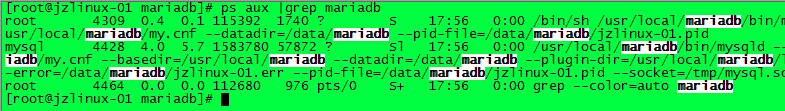 [root@jzlinux-01 mariadb]# ps aux |grep mariadb
root 4309 0.4 0.1 115392 1740 ? S 17:56 0:00 /bin/sh /usr/local/mariadb/bin/m
usr/local/mariadb/my.cnf --datadir=/data/mariadb --pid-file=/data/mariadb/jzlinux-01.pid
mysql 4428 4.0 5.7 1583780 57872 ? Sl 17:56 0:00 /usr/local/mariadb/bin/mysqld --
iadb/my.cnf --basedir=/usr/local/mariadb --datadir=/data/mariadb --plugin-dir=/usr/local/mariadb/l
-error=/data/mariadb/jzlinux-01.err --pid-file=/data/mariadb/jzlinux-01.pid --socket=/tmp/mysql.so
root 4464 0.0 0.0 112680 976 pts/0 S+ 17:56 0:00 grep --color=auto mariadb
[root@jzlinux-01 mariadb]#